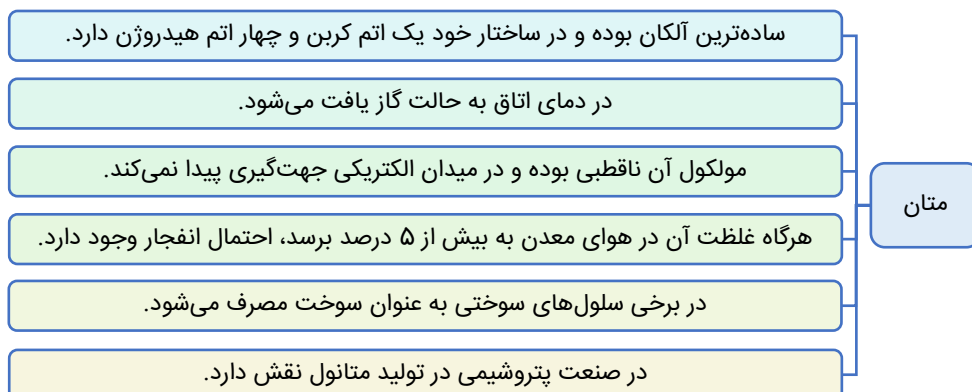 متان
ساده‌ترین آلکان بوده و در ساختار خود یک اتم کربن و چهار اتم هیدروژن دارد.
در دمای اتاق به حالت گاز یافت می‌شود.
مولکول آن ناقطبی بوده و در میدان الکتریکی جهت‌گیری پیدا نمی‌کند.
هرگاه غلظت آن در هوای معدن به بیش از ۵ درصد برسد، احتمال انفجار وجود دارد.
در برخی سلول‌های سوختی به عنوان سوخت مصرف می‌شود.
در صنعت پتروشیمی در تولید متانول نقش دارد.